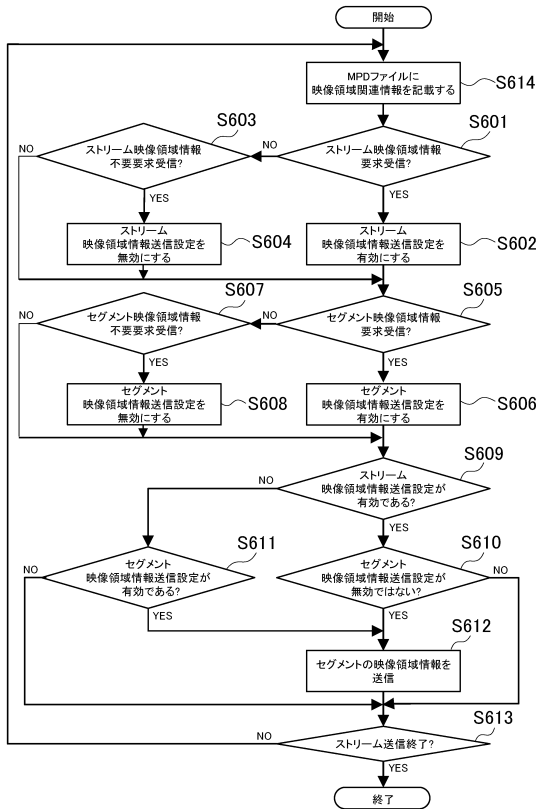 開始
MPDファイルに
映像領域関連情報を記載する
S614
S603
S601
NO
ストリーム映像領域情報
不要要求受信?
NO
ストリーム映像領域情報
要求受信?
YES
YES
ストリーム
映像領域情報送信設定を
無効にする
S604
ストリーム
映像領域情報送信設定を
有効にする
S602
S607
S605
NO
セグメント映像領域情報
不要要求受信?
NO
セグメント映像領域情報
要求受信?
YES
YES
セグメント
映像領域情報送信設定を
無効にする
S608
セグメント
映像領域情報送信設定を
有効にする
S606
S609
NO
ストリーム
映像領域情報送信設定が
有効である?
YES
S611
S610
NO
セグメント
映像領域情報送信設定が
有効である?
セグメント
映像領域情報送信設定が
無効ではない?
NO
YES
YES
S612
セグメントの映像領域情報を
送信
S613
NO
ストリーム送信終了?
YES
終了